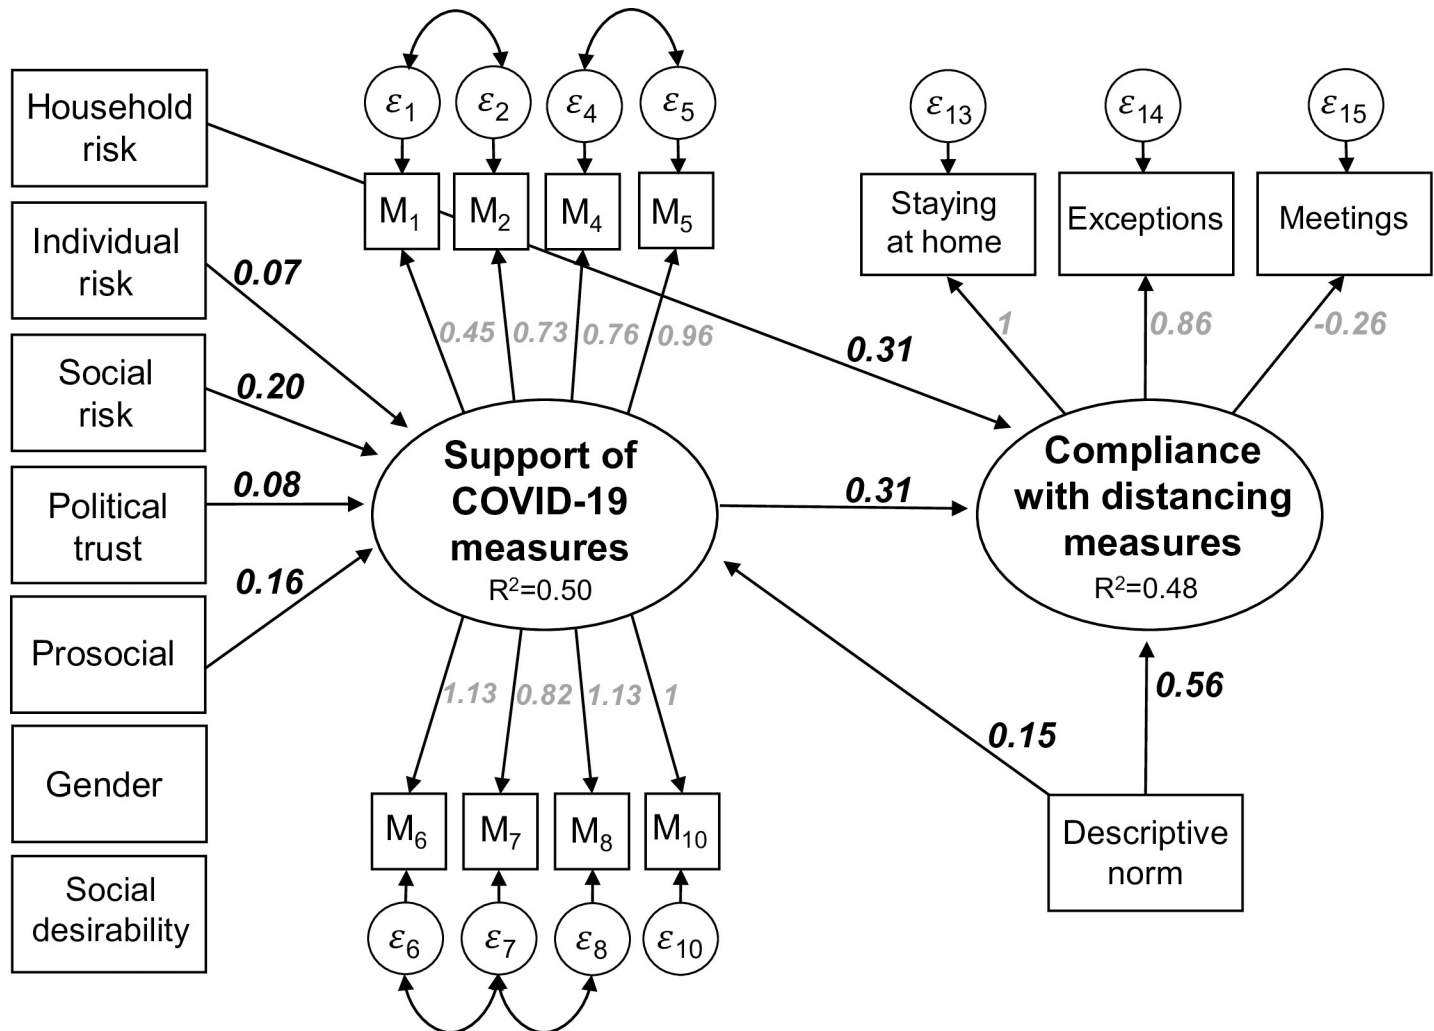 ε1
ε2
ε4
ε5
ε13
ε14
ε15
Household
risk
M1
M2
M4
M5
Staying
at home
Exceptions
Meetings
Individual
risk
0.07
0.45
0.73
0.76
0.96
0.31
1
0.86
-0.26
Social
risk
0.20
Support of
COVID-19
measures
R²=0.50
Compliance
with distancing
measures
R²=0.48
0.31
Political
trust
0.08
Prosocial
0.16
1.13
0.82
1.13
1
0.15
0.56
Gender
M6
M7
M8
M10
Descriptive
norm
Social
desirability
ε6
ε7
ε8
ε10